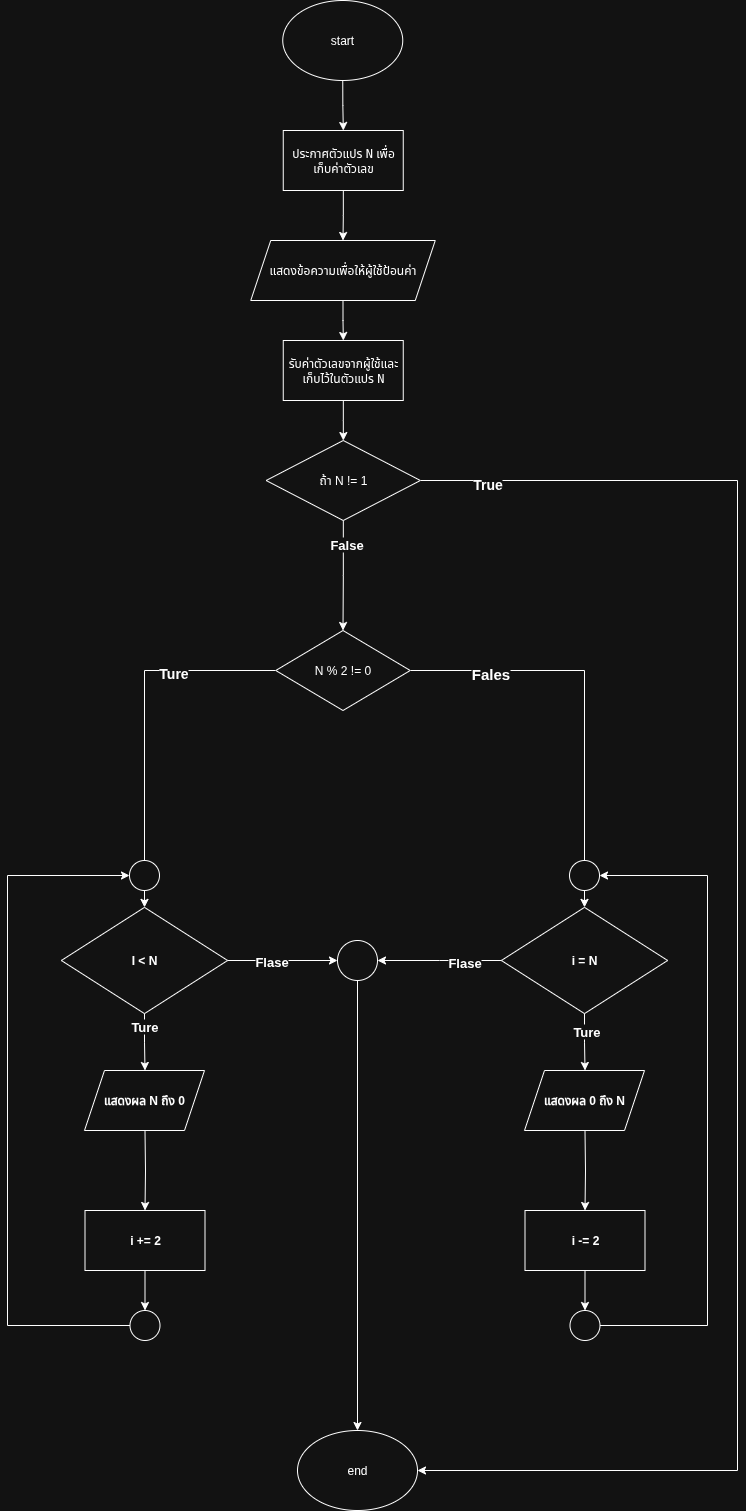 start
ประกาศตัวแปร N เพื่อ
เก็บค่าตัวเลข
แสดงข้อความเพื่อให้ผู้ใช้ป้อนค่า
รับค่าตัวเลขจากผู้ใช้และ
เก็บไว้ในตัวแปร N
ถ้า N != 1
True
False
N % 2 != 0
Ture
Fales
I < N
Flase
Flase
i = N
Ture
Ture
แสดงผล N ถึง 0
แสดงผล 0 ถึง N
i += 2
i -= 2
end